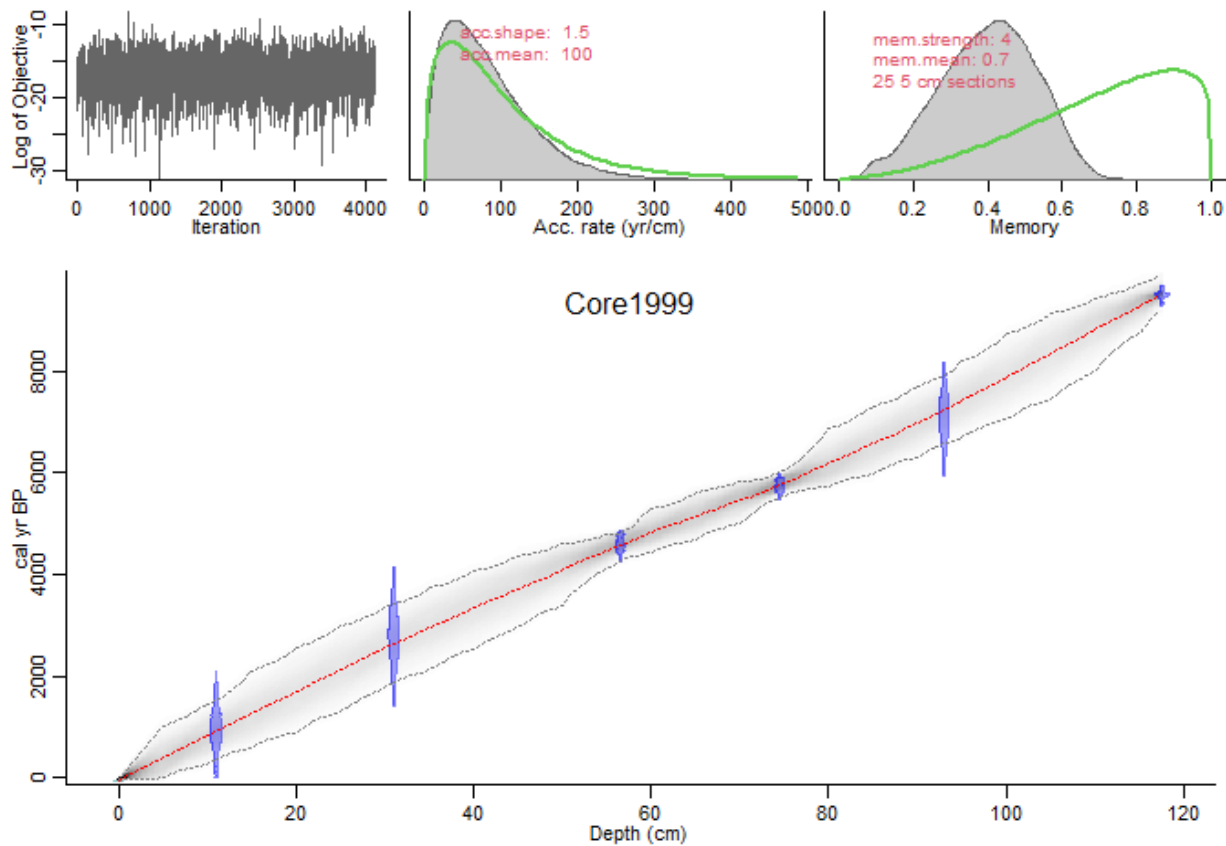 Log of Objective
-10
-20
-30
0
1000
2000
3000
4000
Iteration
acc.shape: 1.5
acc.mean: 100
0
100
200
300
400
500
Acc. rate (yr/cm)
mem.strength: 4
mem.mean: 0.7
25 5 cm sections
0.0
0.2
0.4
0.6
0.8
1.0
Memory
Core1999
cal yr BP
8000
6000
4000
2000
0
0
20
40
60
80
100
120
Depth (cm)